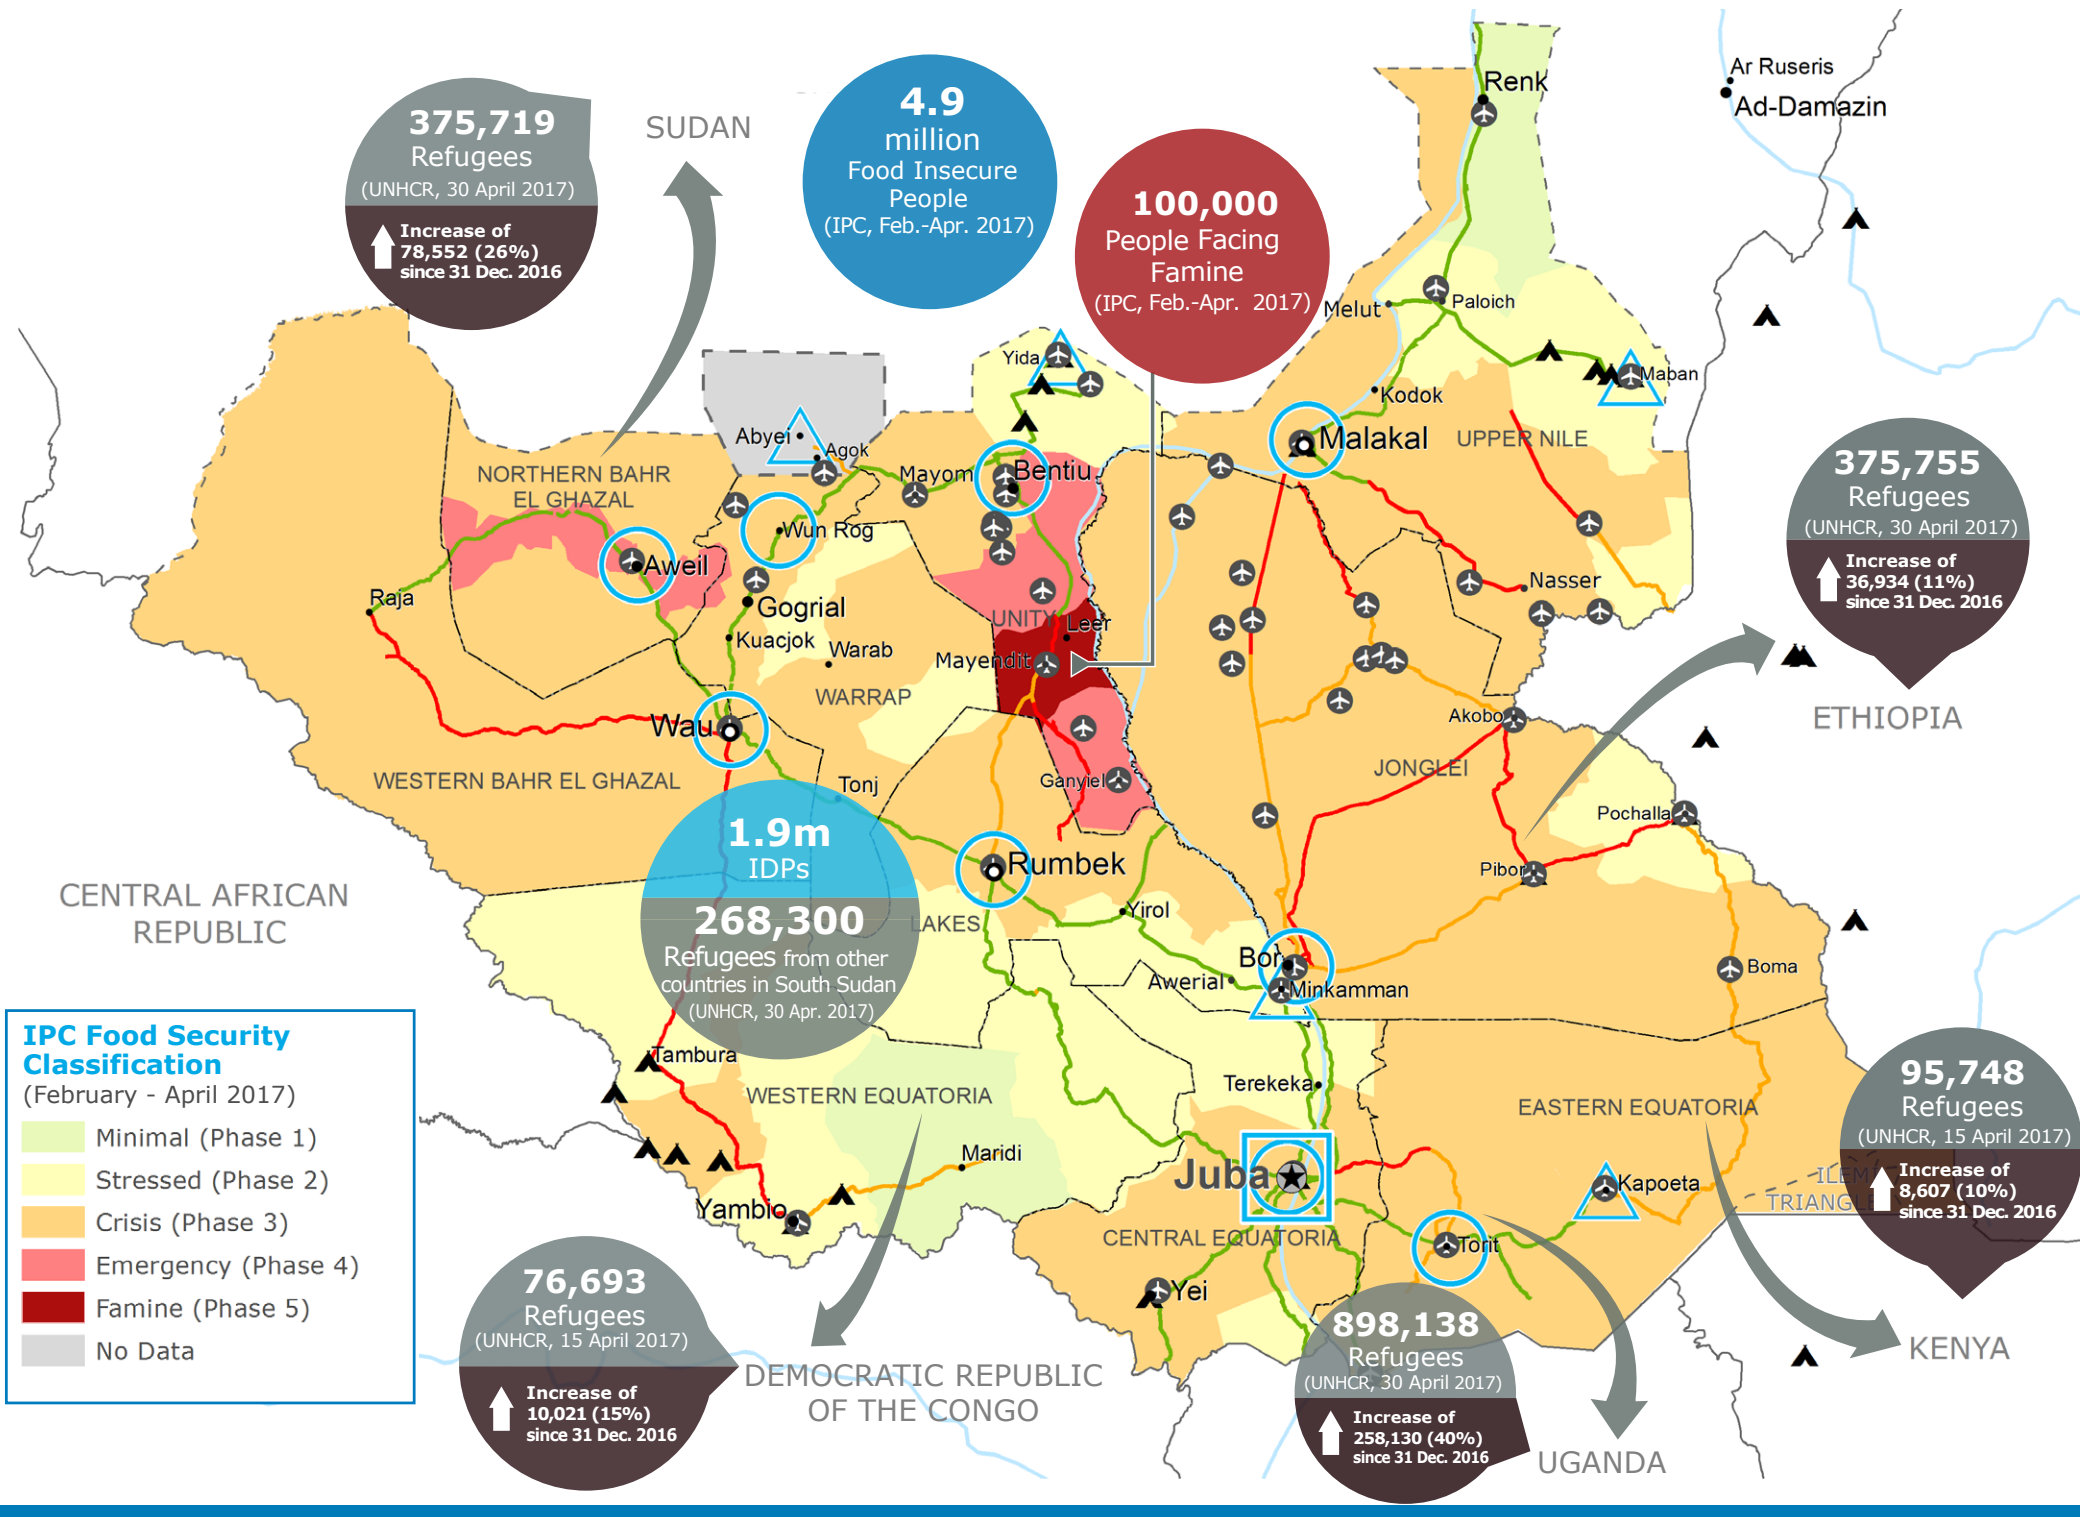 375,719
Refugees
(UNHCR, 30 April 2017)
Increase of
78,552 (26%)
since 31 Dec. 2016
SUDAN
4.9
million
Food Insecure
People
(IPC, Feb.-Apr. 2017)
100,000
People Facing
Famine
(IPC, Feb.-Apr. 2017)
Renk
Ar Ruseris
Ad-Damazin
Melut
Paloich
Yida
Maban
Kodok
Abyei
Agok
Mayom
Bentiu
Malakal
UPPER NILE
NORTHERN BAHR
EL GHAZAL
Wun Rog
Aweil
Raja
Gogrial
Kuacjok
Warab
WARRAP
UNITY
Leer
Mayendit
Nasser
375,755
Refugees
(UNHCR, 30 April 2017)
Increase of
36,934 (11%)
since 31 Dec. 2016
ETHIOPIA
Wau
WESTERN BAHR EL GHAZAL
Tonj
Ganyiel
Akobo
JONGLEI
Pochalla
Pibor
1.9m
IDPs
268,300
Refugees from other
countries in South Sudan
(UNHCR, 30 Apr. 2017)
Rumbek
LAKES
Yirol
Awerial
Bor
Minkamman
Boma
CENTRAL AFRICAN
REPUBLIC
IPC Food Security
Classification
(February - April 2017)
Minimal (Phase 1)
Stressed (Phase 2)
Crisis (Phase 3)
Emergency (Phase 4)
Famine (Phase 5)
No Data
Tambura
WESTERN EQUATORIA
Maridi
Yambio
Terekeka
Juba
CENTRAL EQUATORIA
Yei
EASTERN EQUATORIA
Kapoeta
Torit
ILEMI
TRIANGLE
95,748
Refugees
(UNHCR, 15 April 2017)
Increase of
8,607 (10%)
since 31 Dec. 2016
KENYA
76,693
Refugees
(UNHCR, 15 April 2017)
Increase of
10,021 (15%)
since 31 Dec. 2016
DEMOCRATIC REPUBLIC
OF THE CONGO
898,138
Refugees
(UNHCR, 30 April 2017)
Increase of
258,130 (40%)
since 31 Dec. 2016
UGANDA